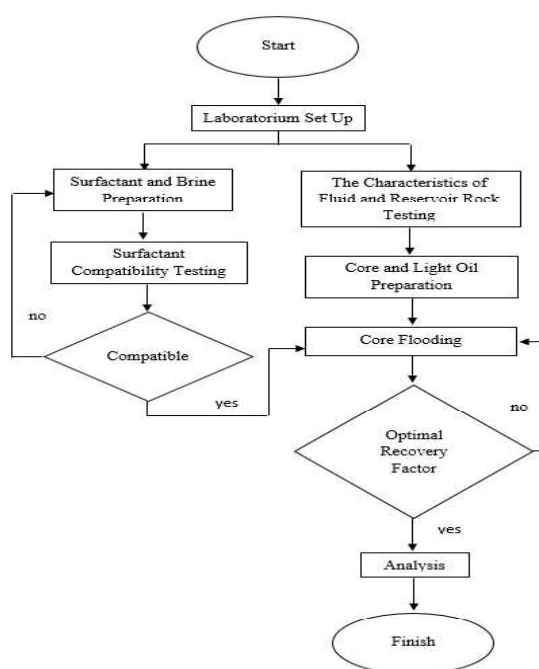 Start
Laboratorium Set Up
Surfactant and Brine
Preparation
The Characteristics of
Fluid and Reservoir Rock
Testing
Surfactant
Compatibility Testing
Core and Light Oil
Preparation
no
Compatible
Core Flooding
yes
no
Optimal
Recovery
Factor
yes
Analysis
Finish